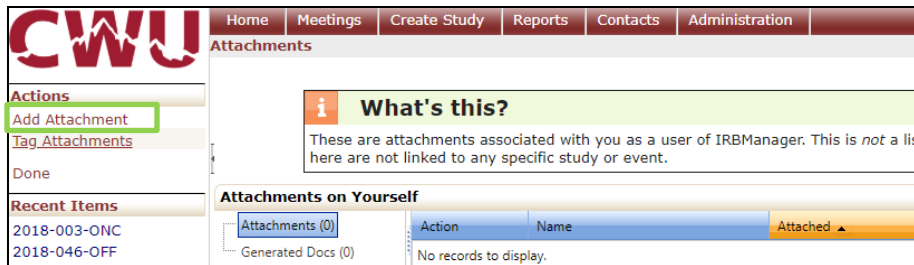 CWU
Home Meetings Create Study Reports Contacts Administration
Attachments
Actions
Add Attachment
Tag Attachments
Done
Recent Items
2018-003-ONC
2018-046-OFF
i What's this?
These are attachments associated with you as a user of IRBManager. This is not a lis
here are not linked to any specific study or event.
Attachments on Yourself
Attachments (0)
Generated Docs (0)
Action Name Attached
No records to display.